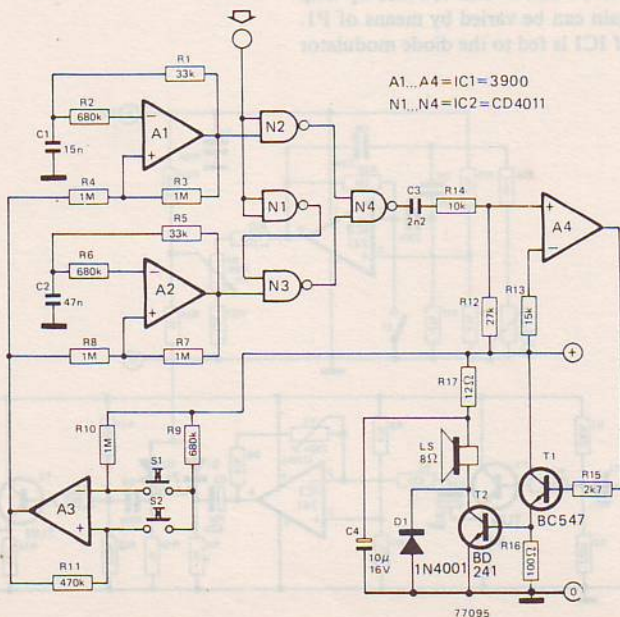 ain can be varied by means of P1.
f IC1 is fed to the diode modulator
A1...A4=IC1=3900
N1...N4=IC2=CD4011
R1
33k
R2
680k
C1
15n
A1
R4
1M
R3
1M
R5
33k
R6
680k
C2
47n
A2
R8
1M
R7
1M
N2
N1
N3
N4
C3
2n2
R14
10k
A4
R12
27k
R13
15k
R10
1M
R9
680k
S1
S2
A3
R11
470k
R17
12Ω
LS
8Ω
T2
BD
241
T1
BC547
R15
2k7
R16
100Ω
C4
10µ
16V
D1
1N4001
+
-
0
77095